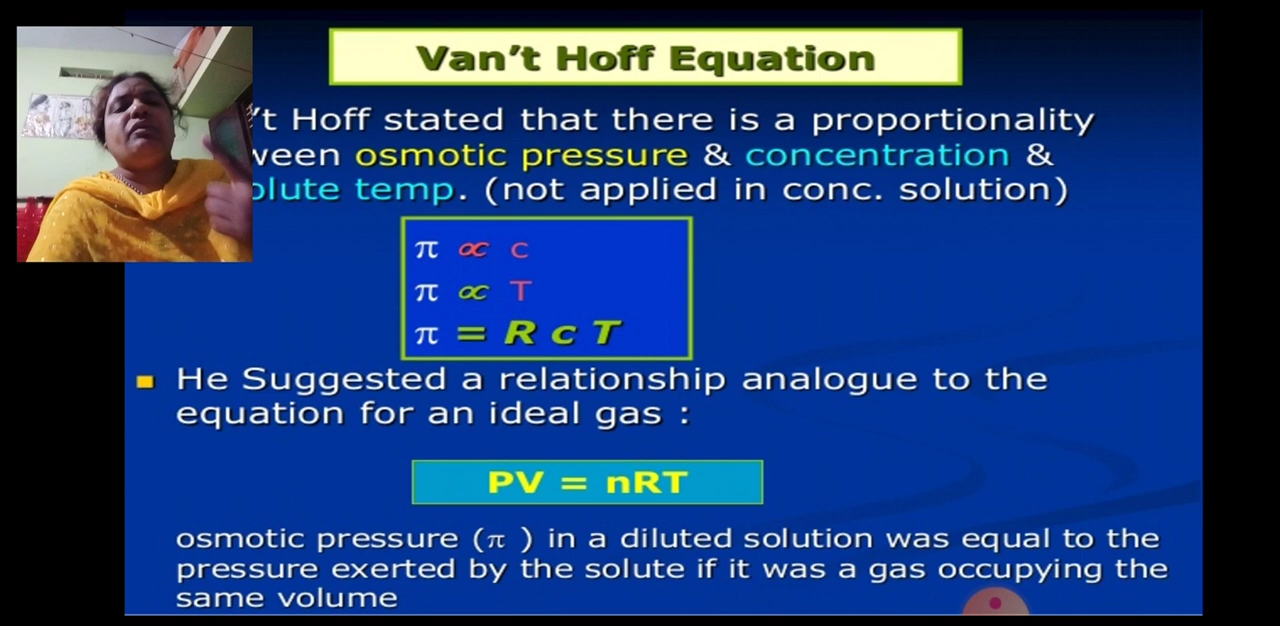 Van't Hoff Equation
't Hoff stated that there is a proportionality
ween osmotic pressure & concentration &
olute temp. (not applied in conc. solution)
π ∝ c
π ∝ T
π = R c T
He Suggested a relationship analogue to the
equation for an ideal gas :
PV = nRT
osmotic pressure (π ) in a diluted solution was equal to the
pressure exerted by the solute if it was a gas occupying the
same volume